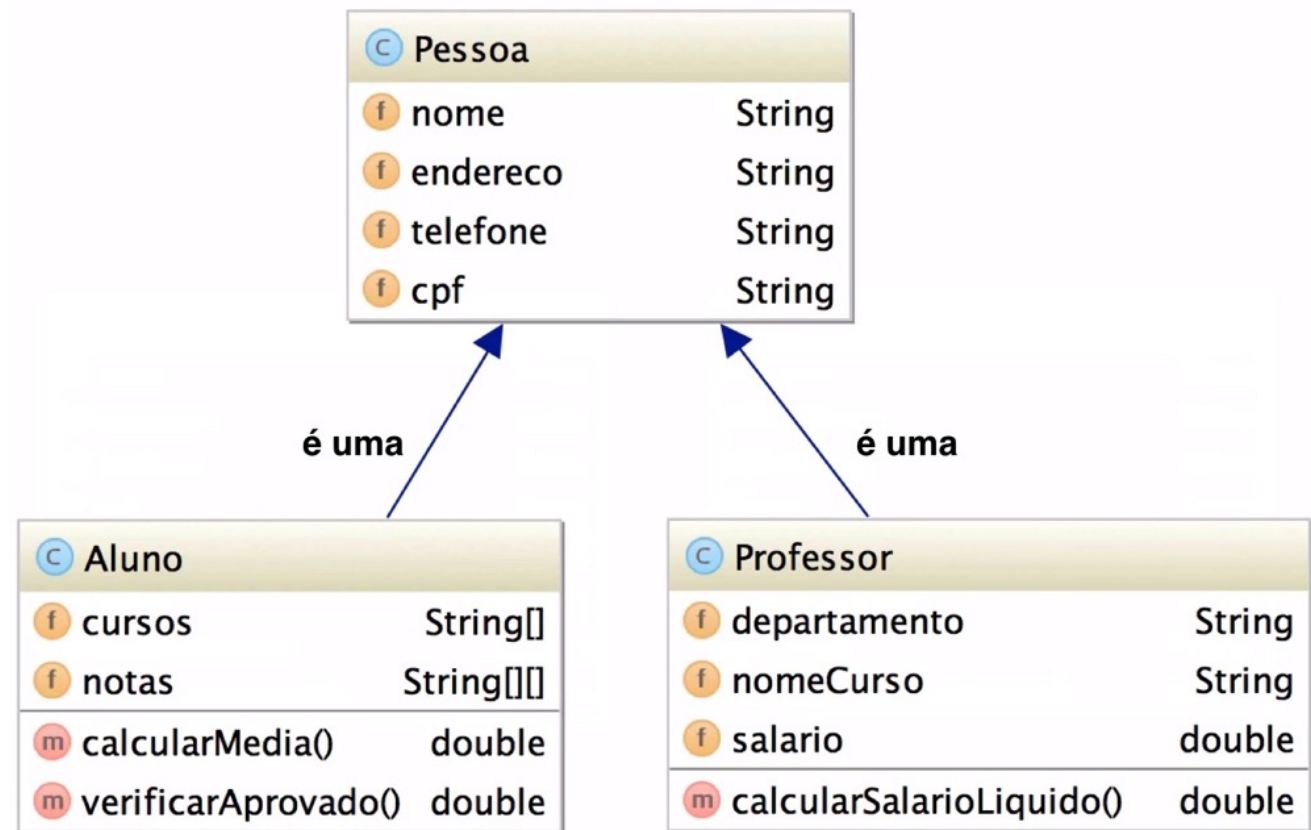 C Pessoa
f nome String
f endereco String
f telefone String
f cpf String
é uma
é uma
C Aluno
f cursos String[]
f notas String[][]
m calcularMedia() double
m verificarAprovado() double
C Professor
f departamento String
f nomeCurso String
f salario double
m calcularSalarioLiquido() double